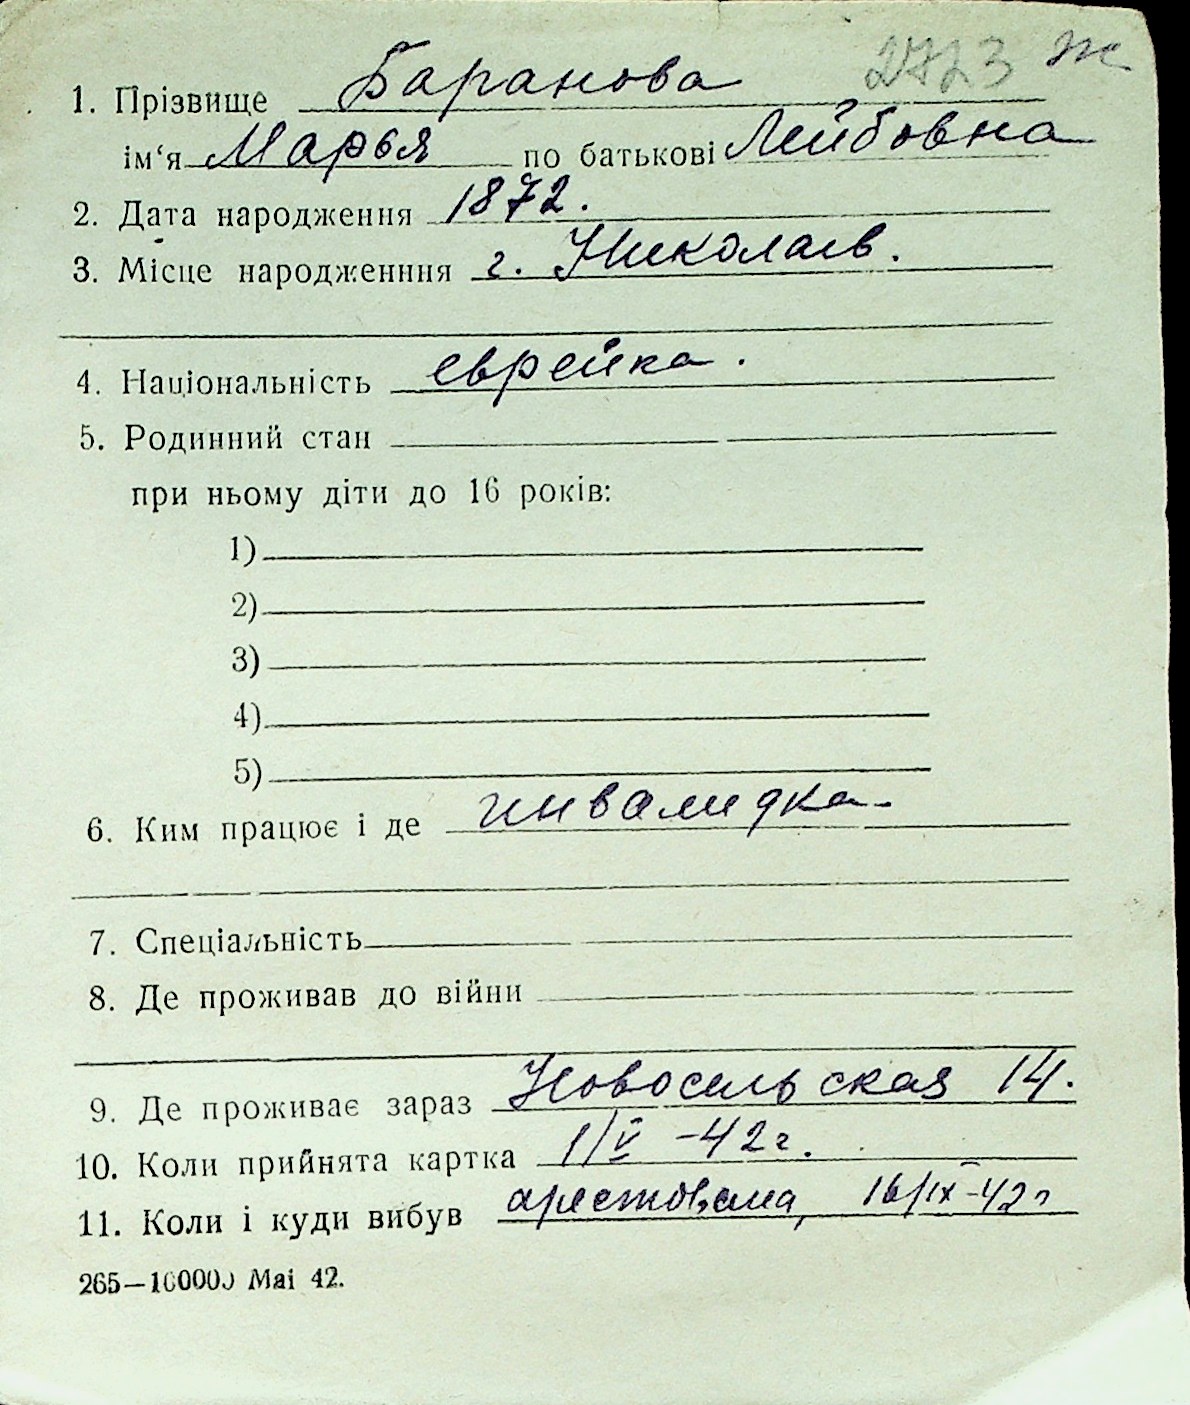 2723 ж
1. Прізвище Баранова
ім‘я Марья по батькові Лейбовна
2. Дата народження 1872.
3. Місце народженння г. Николаев.
4. Національність еврейка.
5. Родинний стан
при ньому діти до 16 років:
1)
2)
3)
4)
5)
6. Ким працює і де инвалидка
7. Спеціальність
8. Де проживав до війни
9. Де проживає зараз Новосельская 14.
10. Коли прийнята картка 1/V -42 г.
11. Коли і куди вибув арестована, 16/IX-42 г
265—100000 Mai 42.